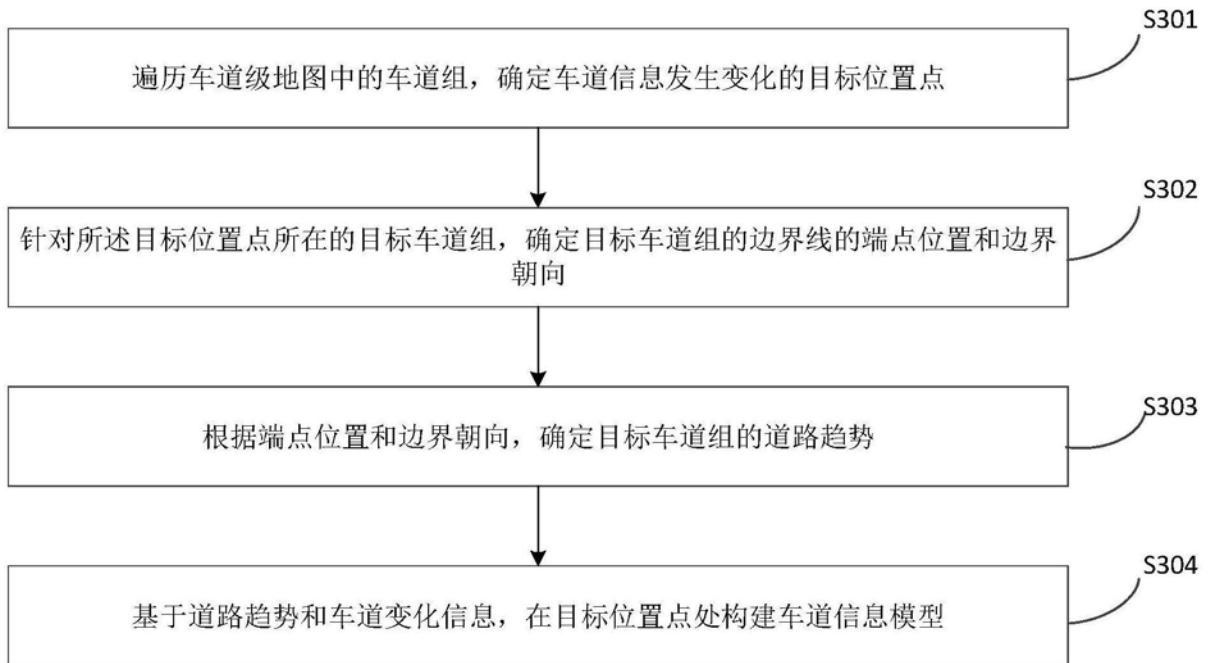 S301
遍历车道级地图中的车道组，确定车道信息发生变化的目标位置点
S302
针对所述目标位置点所在的目标车道组，确定目标车道组的边界线的端点位置和边界
朝向
S303
根据端点位置和边界朝向，确定目标车道组的道路趋势
S304
基于道路趋势和车道变化信息，在目标位置点处构建车道信息模型